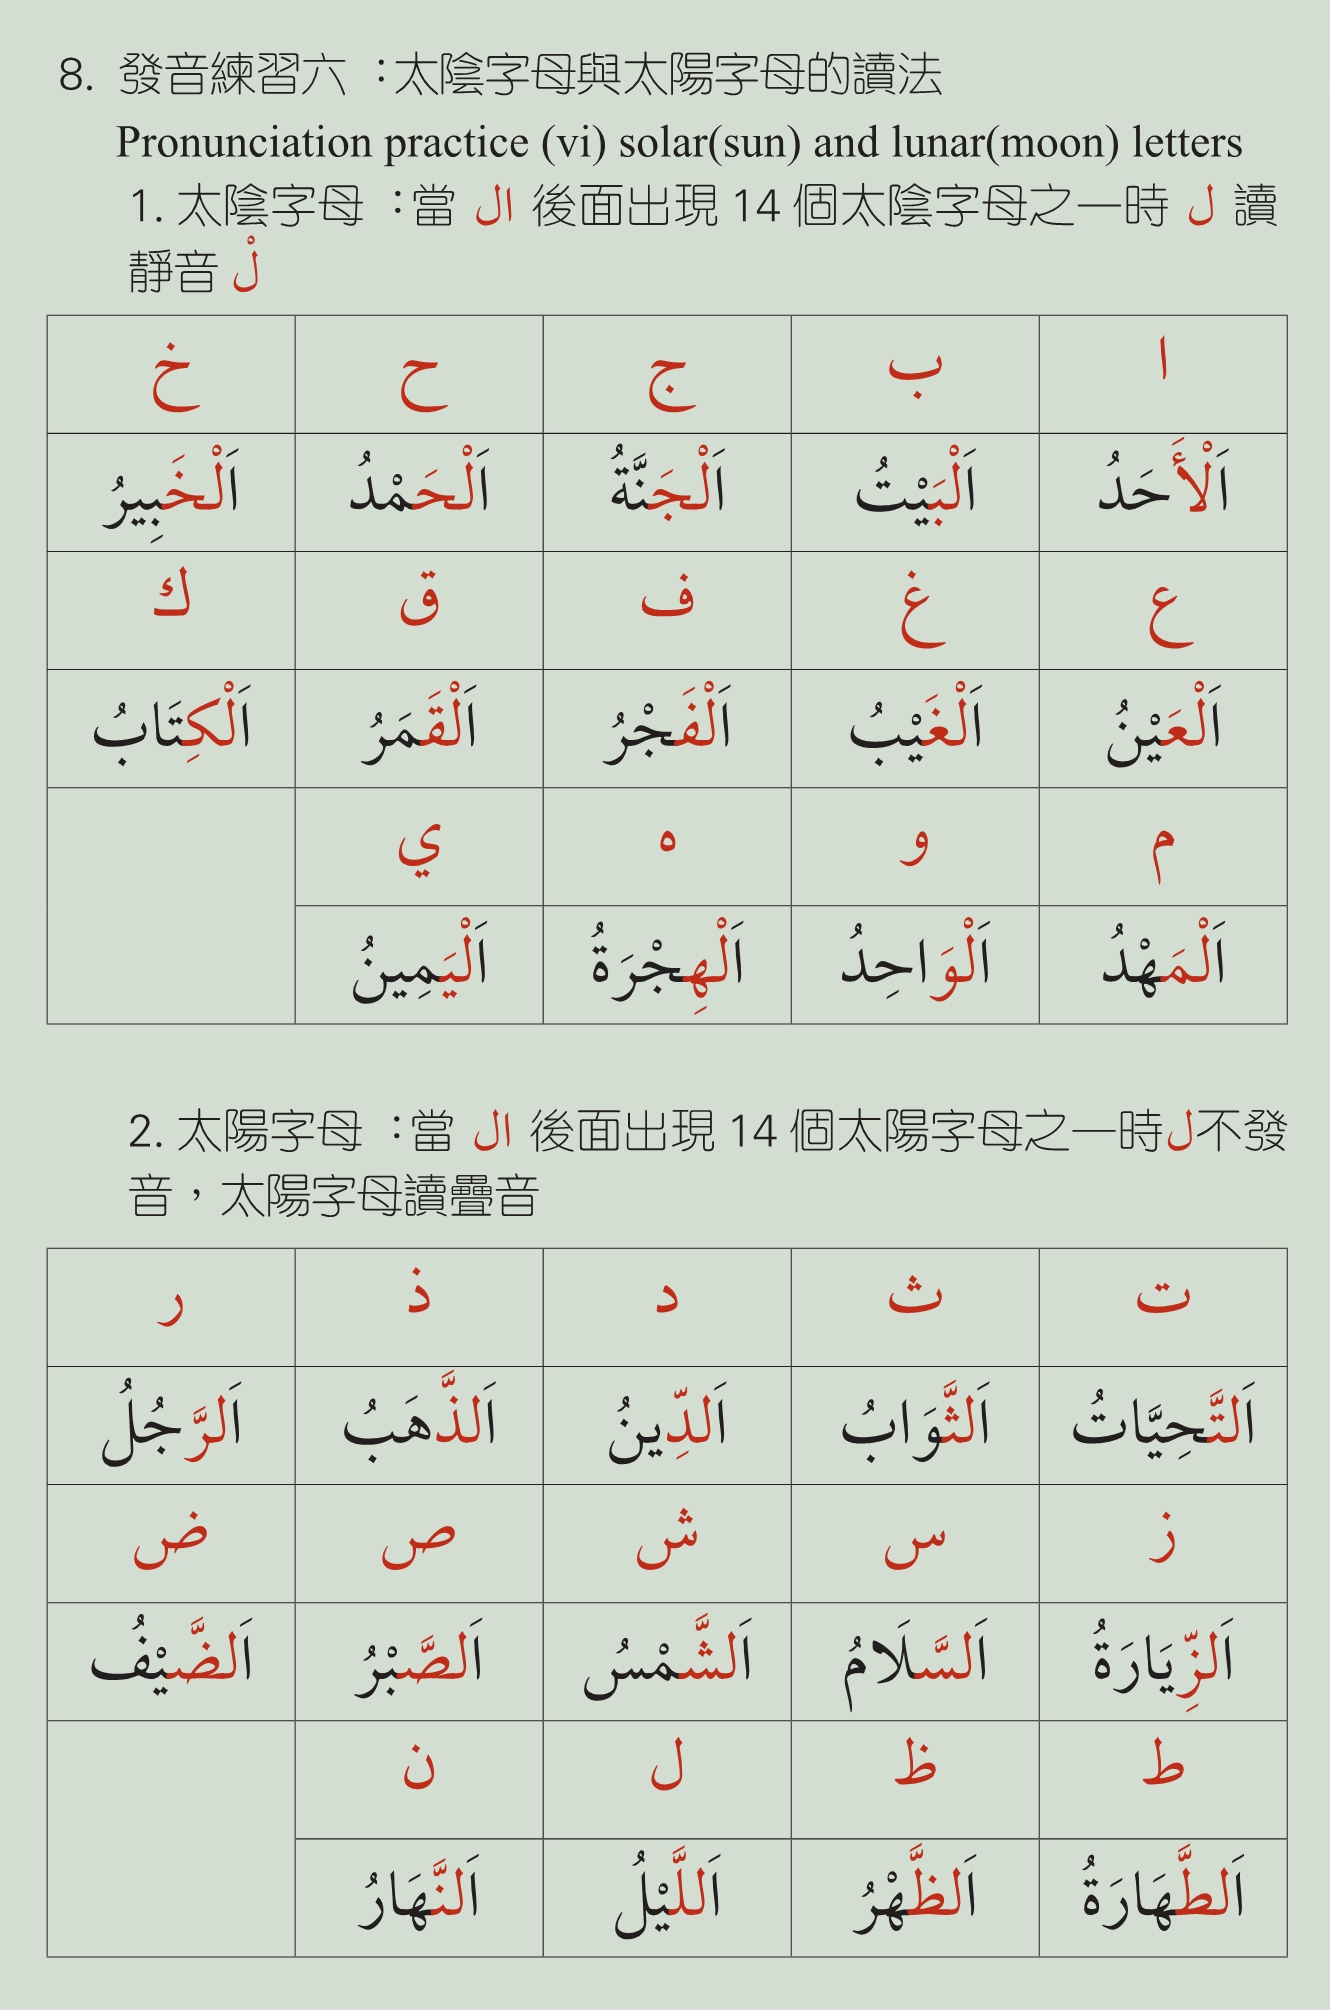 8. 發音練習六 ：太陰字母與太陽字母的讀法
Pronunciation practice (vi) solar(sun) and lunar(moon) letters
1. 太陰字母 ：當 ال 後面出現 14 個太陰字母之一時 ل 讀
靜音 لْ
ا ب ج ح خ
اَلْأَحَدُ اَلْبَيْتُ اَلْجَنَّةُ اَلْحَمْدُ اَلْخَبِيرُ
ع غ ف ق ك
اَلْعَيْنُ اَلْغَيْبُ اَلْفَجْرُ اَلْقَمَرُ اَلْكِتَابُ
م و ه ي
اَلْمَهْدُ اَلْوَاحِدُ اَلْهِجْرَةُ اَلْيَمِينُ
2. 太陽字母 ：當 ال 後面出現 14 個太陽字母之一時ل不發
音，太陽字母讀疊音
ت ث د ذ ر
اَلتَّحِيَّاتُ اَلثَّوَابُ اَلدِّينُ اَلذَّهَبُ اَلرَّجُلُ
ز س ش ص ض
اَلزِّيَارَةُ اَلسَّلَامُ اَلشَّمْسُ اَلصَّبْرُ اَلضَّيْفُ
ط ظ ل ن
اَلطَّهَارَةُ اَلظَّهْرُ اَللَّيْلُ اَلنَّهَارُ